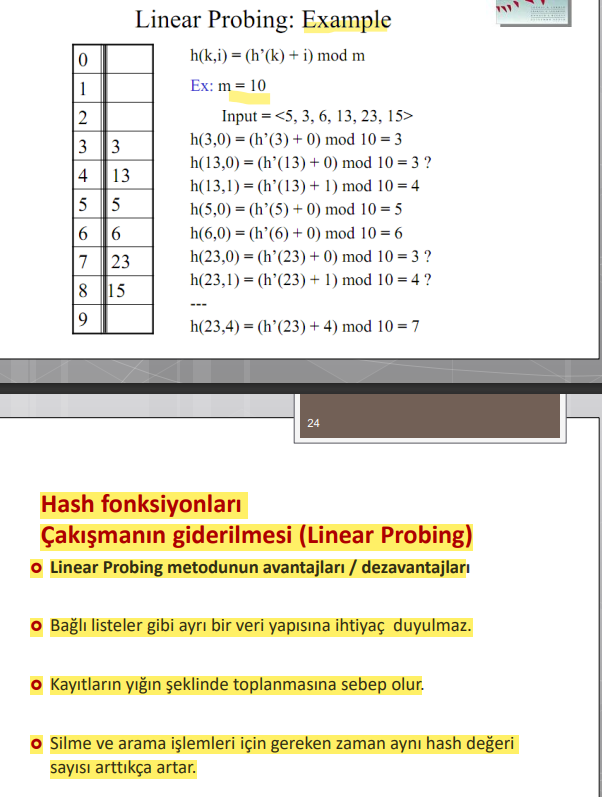 Linear Probing: Example
0
1
2
3 3
4 13
5 5
6 6
7 23
8 15
9
h(k,i) = (h’(k) + i) mod m
Ex: m = 10
Input = <5, 3, 6, 13, 23, 15>
h(3,0) = (h’(3) + 0) mod 10 = 3
h(13,0) = (h’(13) + 0) mod 10 = 3 ?
h(13,1) = (h’(13) + 1) mod 10 = 4
h(5,0) = (h’(5) + 0) mod 10 = 5
h(6,0) = (h’(6) + 0) mod 10 = 6
h(23,0) = (h’(23) + 0) mod 10 = 3 ?
h(23,1) = (h’(23) + 1) mod 10 = 4 ?
---
h(23,4) = (h’(23) + 4) mod 10 = 7
24
Hash fonksiyonları
Çakışmanın giderilmesi (Linear Probing)
Linear Probing metodunun avantajları / dezavantajları
Bağlı listeler gibi ayrı bir veri yapısına ihtiyaç duyulmaz.
Kayıtların yığın şeklinde toplanmasına sebep olur.
Silme ve arama işlemleri için gereken zaman aynı hash değeri
sayısı arttıkça artar.